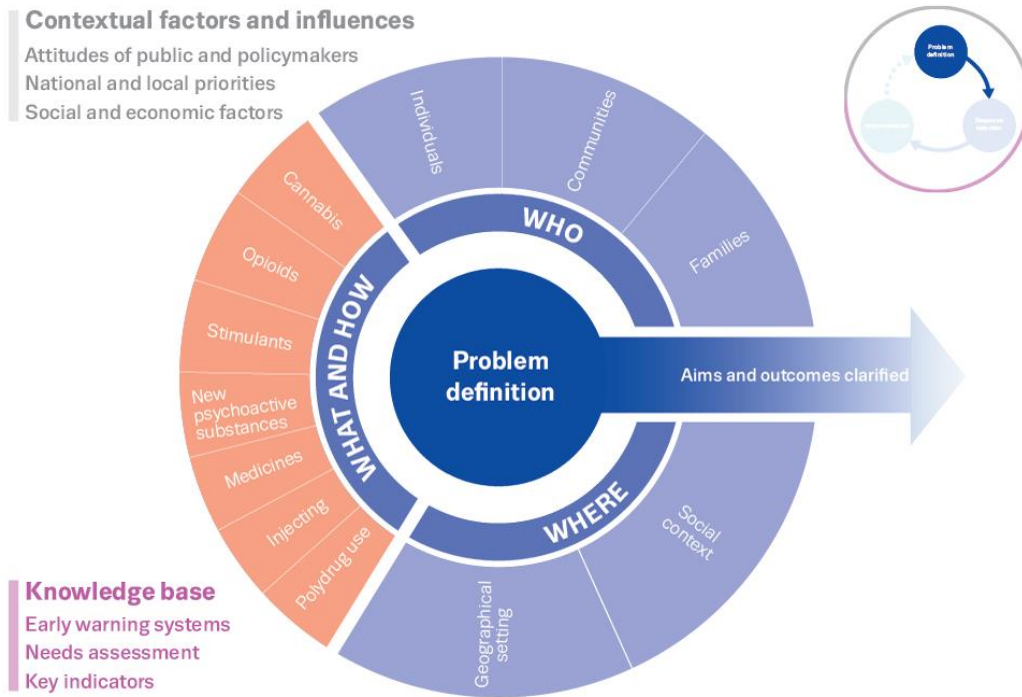 Contextual factors and influences
Attitudes of public and policymakers
National and local priorities
Social and economic factors
Problem
definition
Individuals
Communities
Families
WHO
Cannabis
Opioids
Stimulants
New
psychoactive
substances
Medicines
Injecting
Polydrug use
WHAT AND HOW
Problem
definition
Aims and outcomes clarified
WHERE
Social
context
Geographical
setting
Knowledge base
Early warning systems
Needs assessment
Key indicators